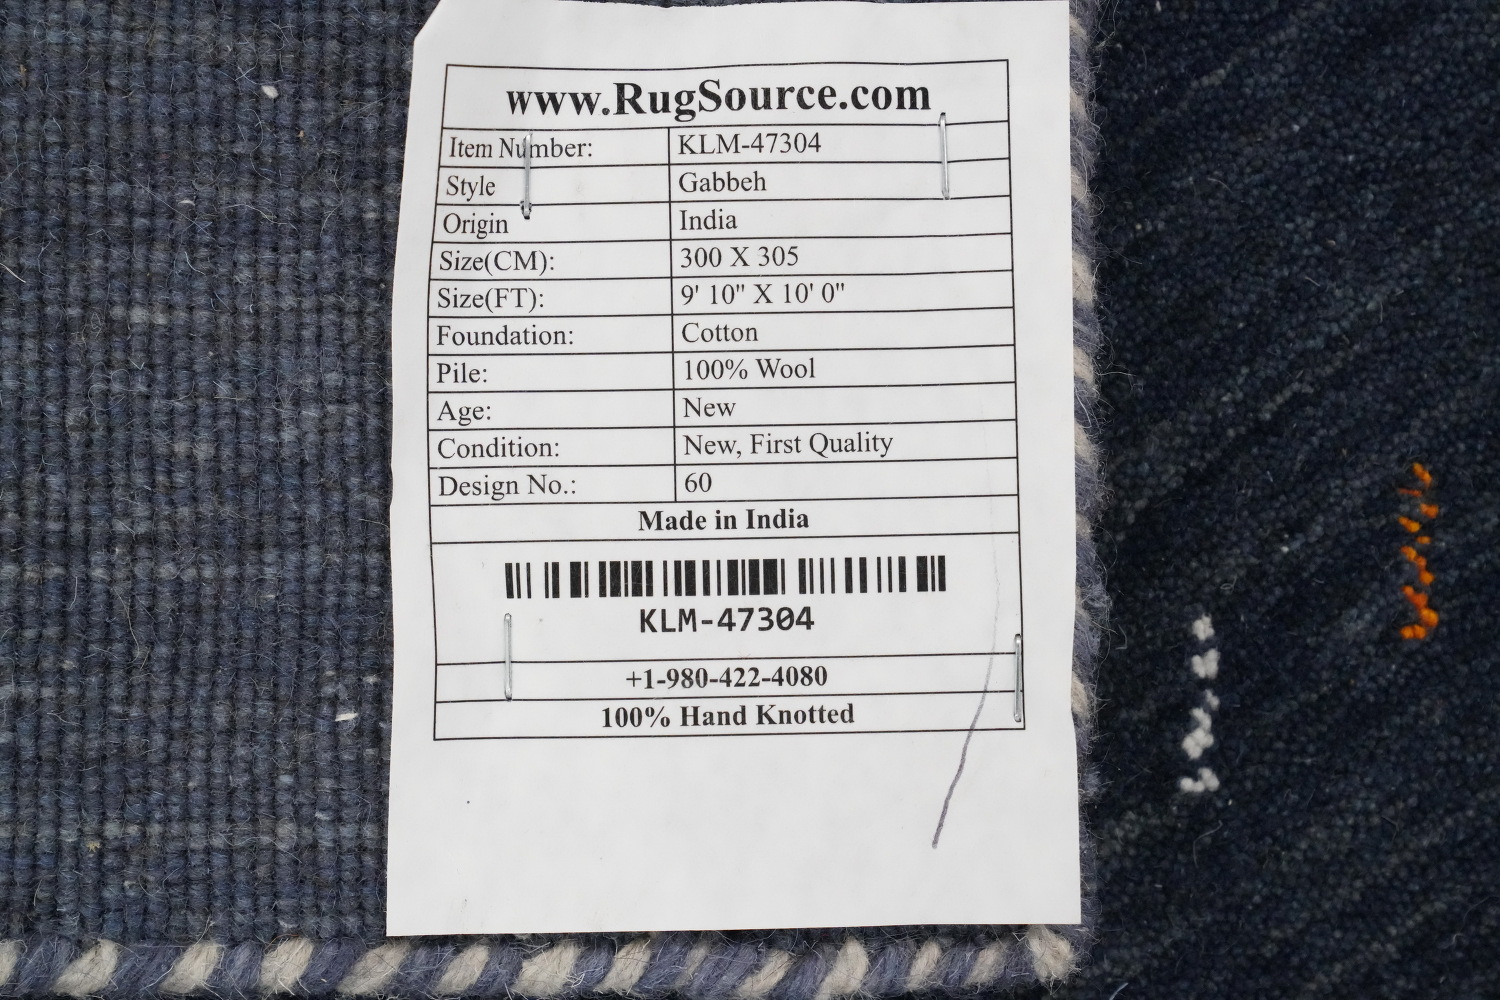 www.RugSource.com
Item Number: KLM-47304
Style Gabbeh
Origin India
Size(CM): 300 X 305
Size(FT): 9' 10" X 10' 0"
Foundation: Cotton
Pile: 100% Wool
Age: New
Condition: New, First Quality
Design No.: 60
Made in India
KLM-47304
+1-980-422-4080
100% Hand Knotted